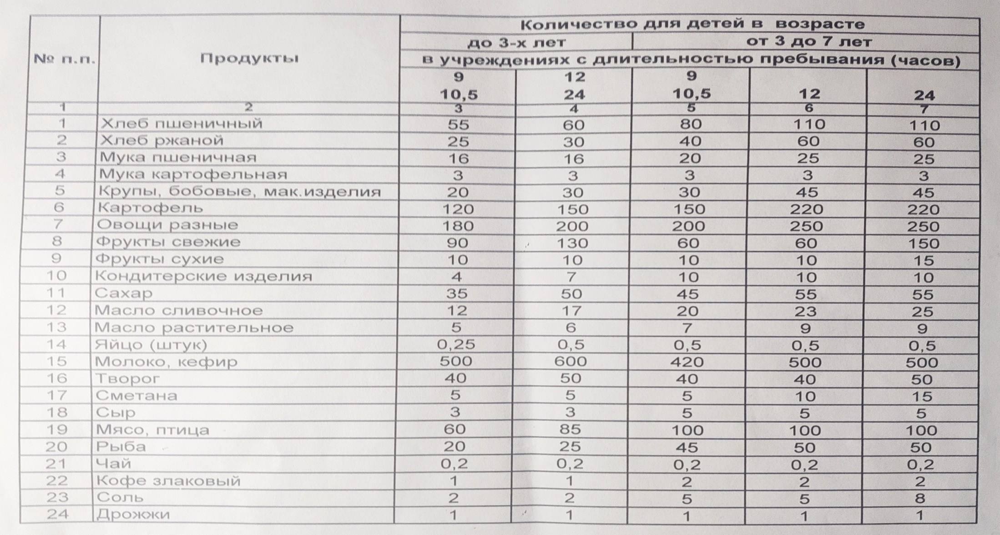 Количество для детей в возрасте
до 3-х лет от 3 до 7 лет
№ п.п. Продукты в учреждениях с длительностью пребывания (часов)
9 12 9
10,5 24 10,5 12 24
1 2 3 4 5 6 7
1 Хлеб пшеничный 55 60 80 110 110
2 Хлеб ржаной 25 30 40 60 60
3 Мука пшеничная 16 16 20 25 25
4 Мука картофельная 3 3 3 3 3
5 Крупы, бобовые, мак.изделия 20 30 30 45 45
6 Картофель 120 150 150 220 220
7 Овощи разные 180 200 200 250 250
8 Фрукты свежие 90 130 60 60 150
9 Фрукты сухие 10 10 10 10 15
10 Кондитерские изделия 4 7 10 10 10
11 Сахар 35 50 45 55 55
12 Масло сливочное 12 17 20 23 25
13 Масло растительное 5 6 7 9 9
14 Яйцо (штук) 0,25 0,5 0,5 0,5 0,5
15 Молоко, кефир 500 600 420 500 500
16 Творог 40 50 40 40 50
17 Сметана 5 5 5 10 15
18 Сыр 3 3 5 5 5
19 Мясо, птица 60 85 100 100 100
20 Рыба 20 25 45 50 50
21 Чай 0,2 0,2 0,2 0,2 0,2
22 Кофе злаковый 1 1 2 2 2
23 Соль 2 2 5 5 8
24 Дрожжи 1 1 1 1 1